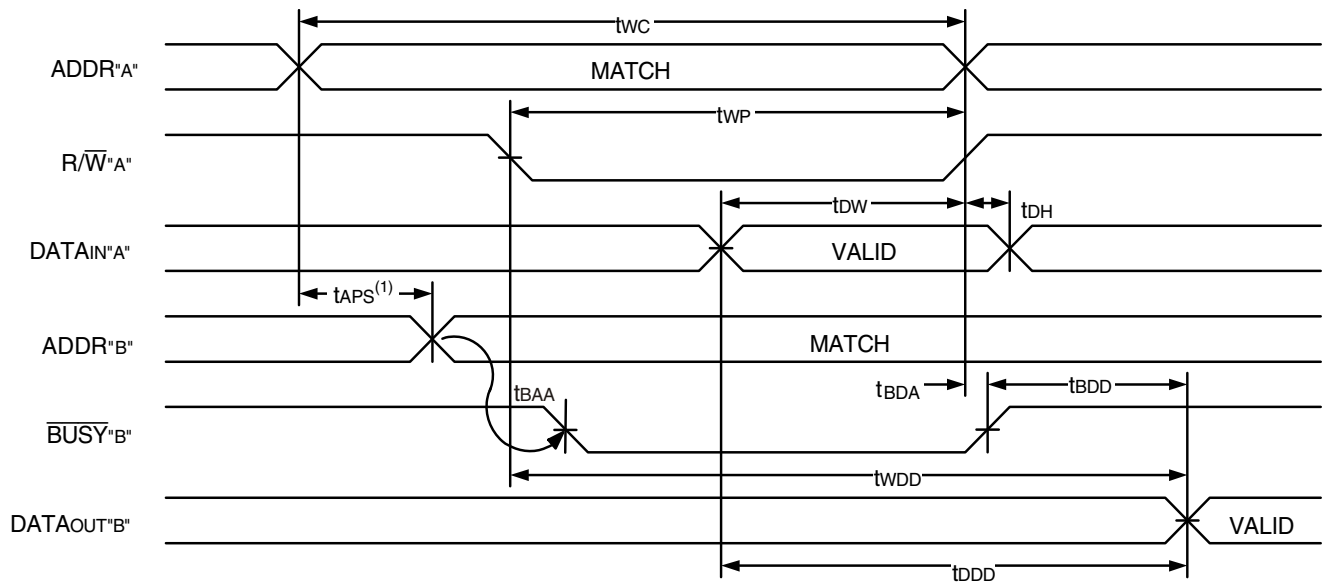 tWC
ADDR"A"
MATCH
tWP
R/W̅"A"
tDW
tDH
DATAIN"A"
VALID
tAPS(1)
ADDR"B"
MATCH
tBAA
tBDA
tBDD
B̅U̅S̅Y̅"B"
tWDD
DATAOUT"B"
VALID
tDDD